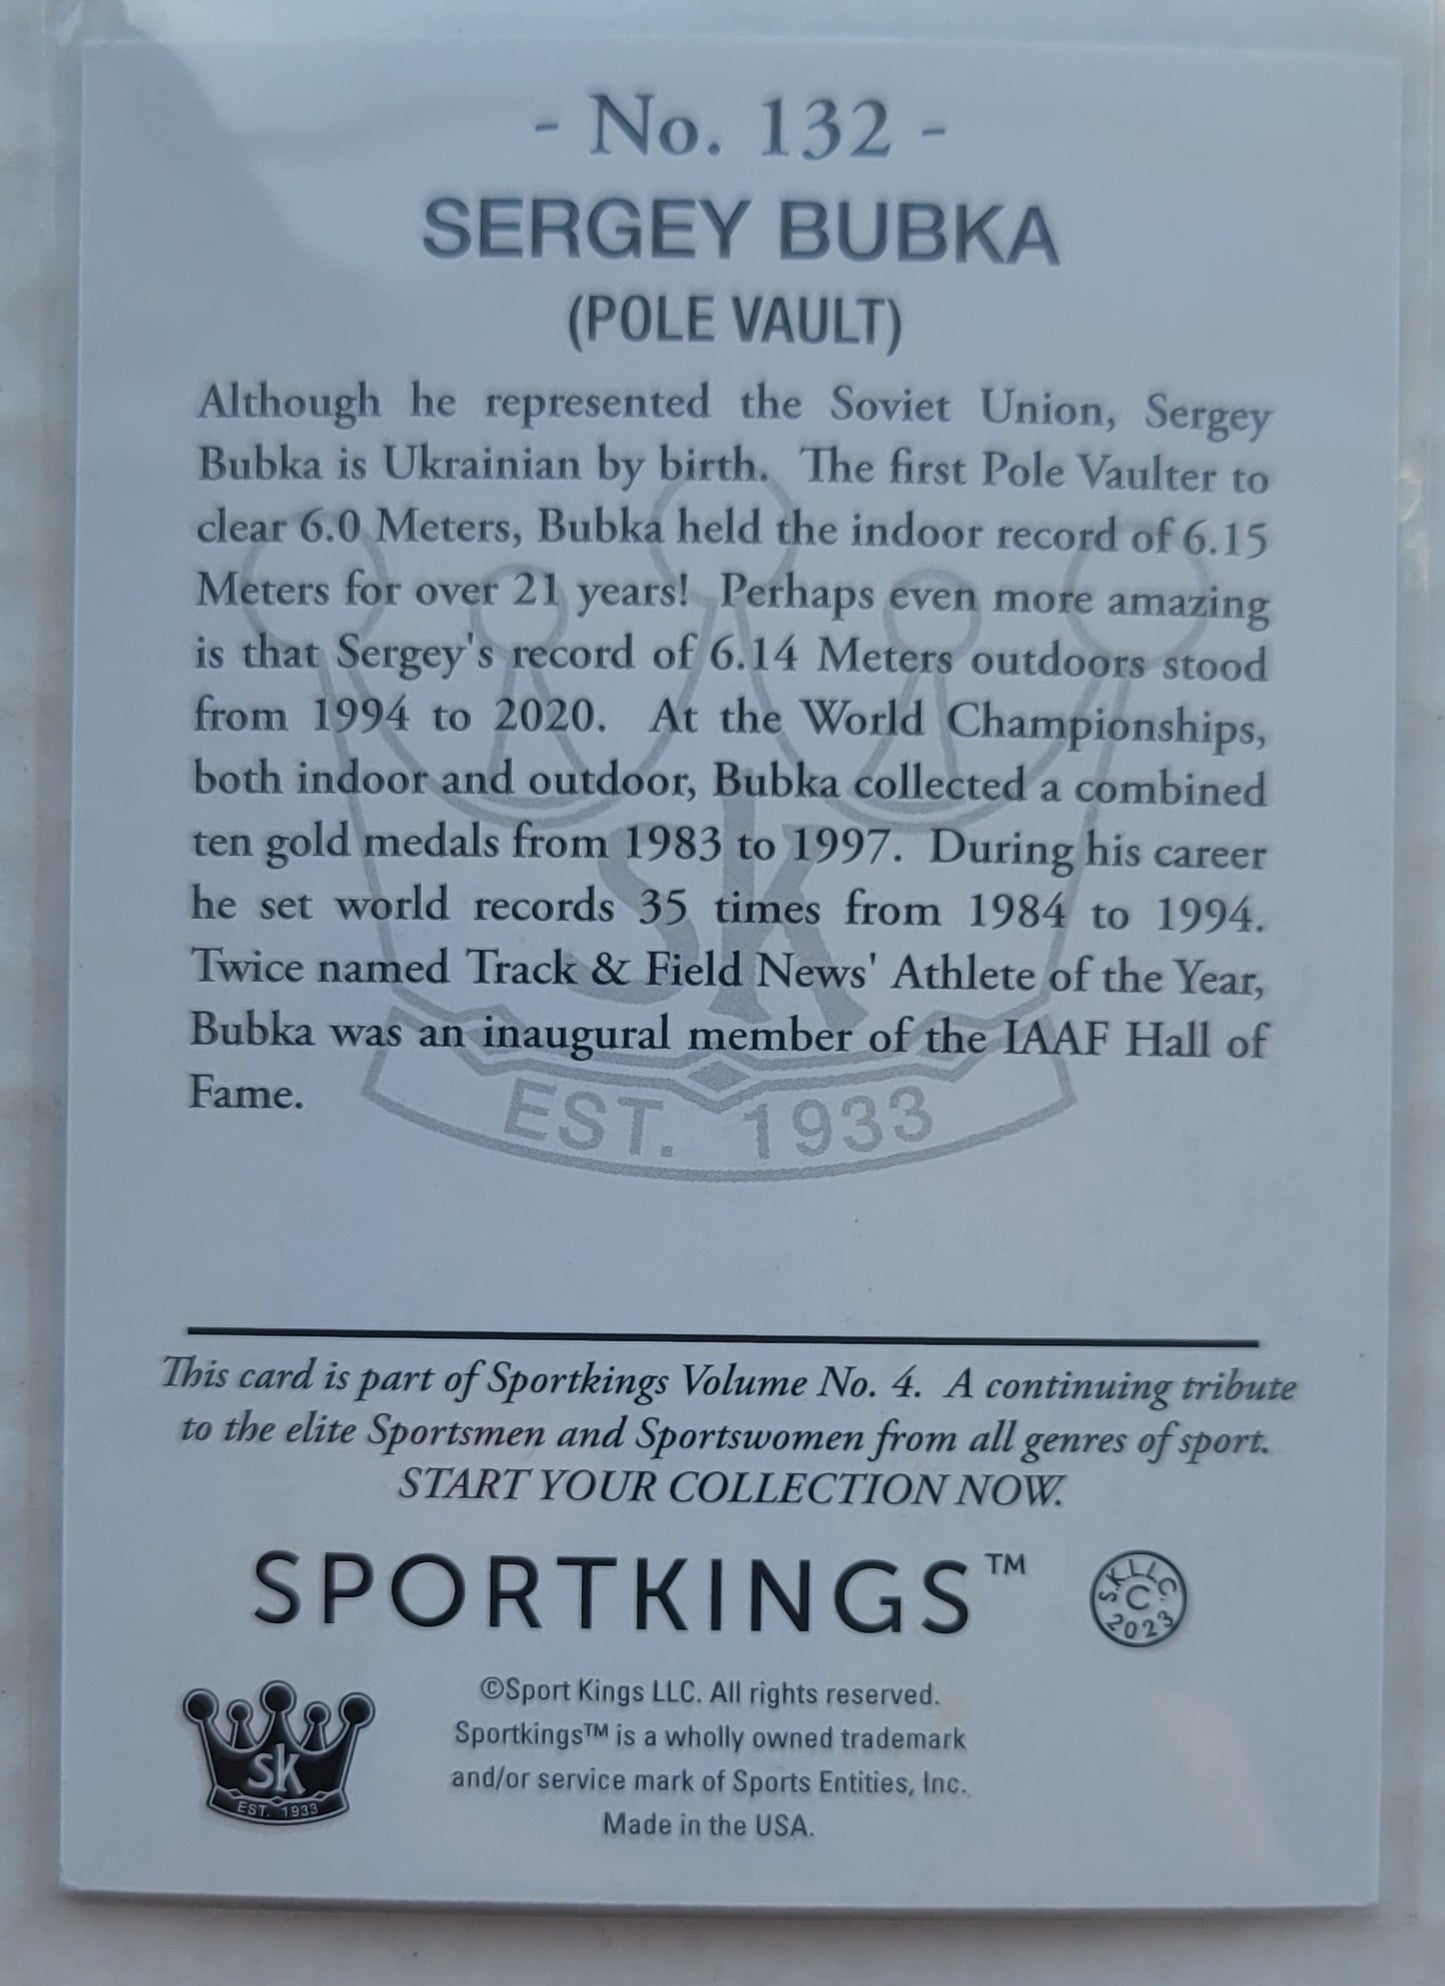 - No. 132 -
SERGEY BUBKA
(POLE VAULT)
Although he represented the Soviet Union, Sergey
Bubka is Ukrainian by birth. The first Pole Vaulter to
clear 6.0 Meters, Bubka held the indoor record of 6.15
Meters for over 21 years! Perhaps even more amazing
is that Sergey's record of 6.14 Meters outdoors stood
from 1994 to 2020. At the World Championships,
both indoor and outdoor, Bubka collected a combined
ten gold medals from 1983 to 1997. During his career
he set world records 35 times from 1984 to 1994.
Twice named Track & Field News' Athlete of the Year,
Bubka was an inaugural member of the IAAF Hall of
Fame.
SK
EST. 1933
This card is part of Sportkings Volume No. 4. A continuing tribute
to the elite Sportsmen and Sportswomen from all genres of sport.
START YOUR COLLECTION NOW.
SPORTKINGS™
S.K.LLC.
C
2023
©Sport Kings LLC. All rights reserved.
Sportkings™ is a wholly owned trademark
and/or service mark of Sports Entities, Inc.
Made in the USA.
SK
EST. 1933